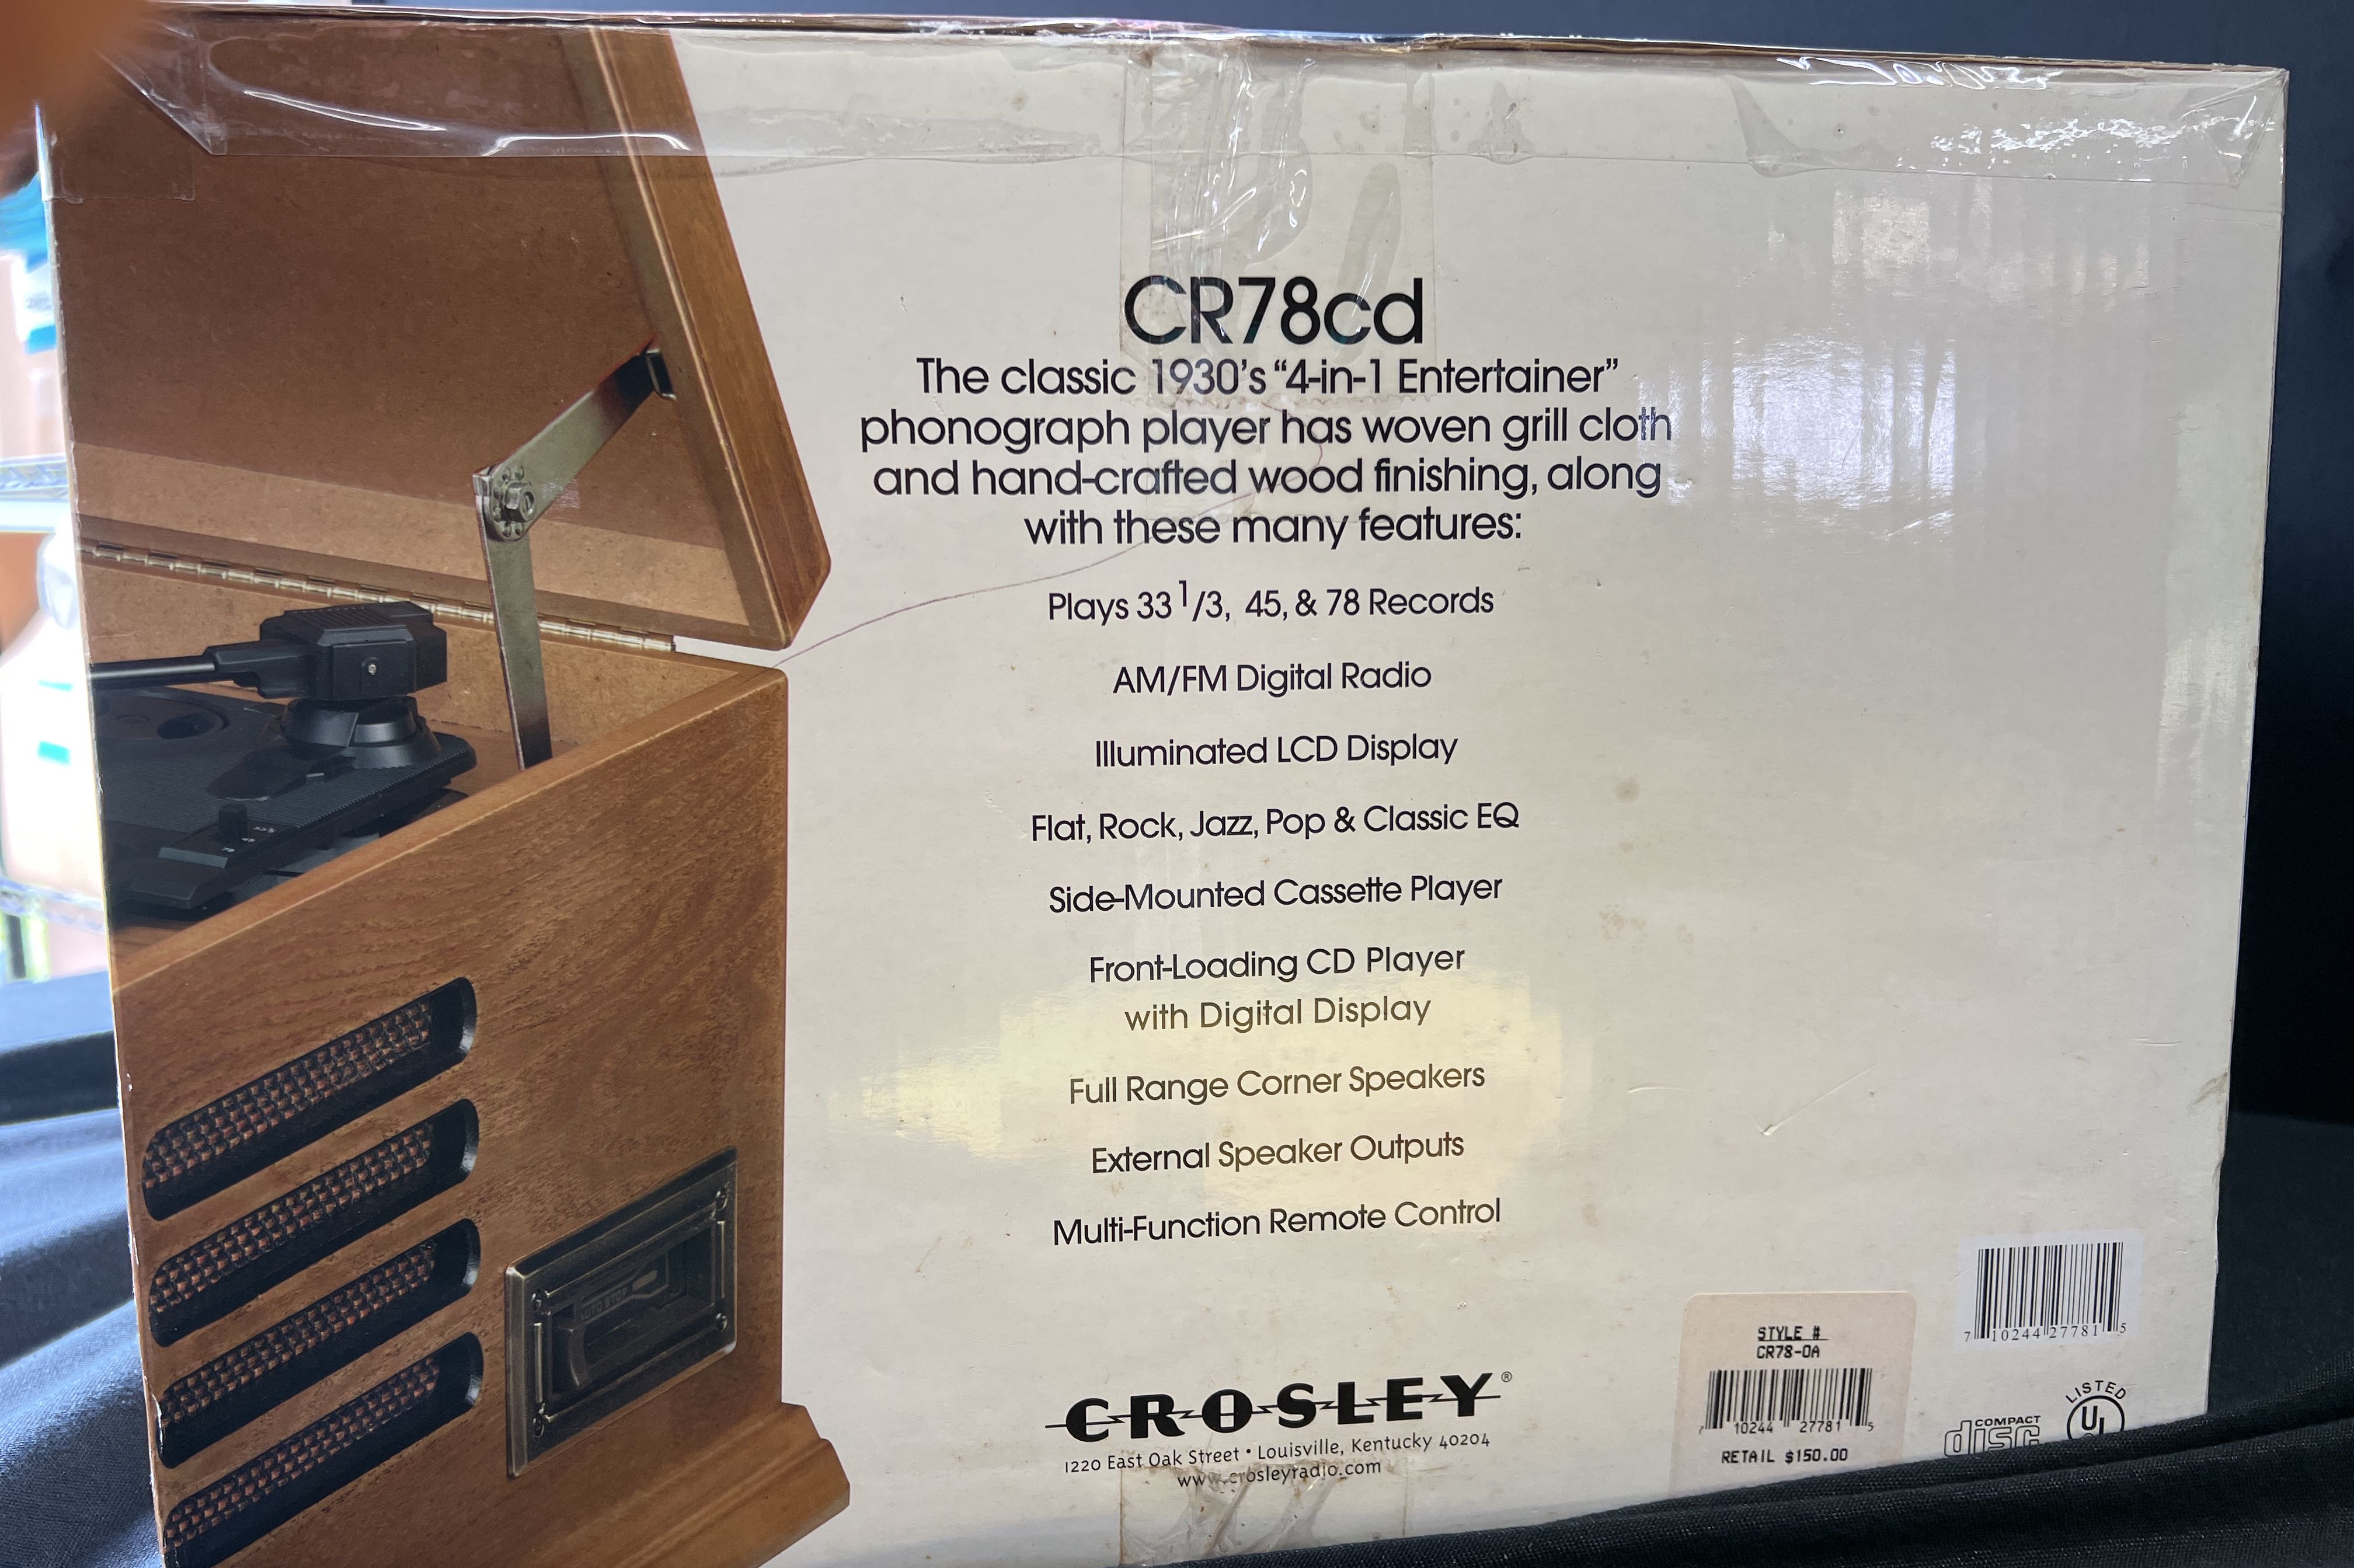 CR78cd
The classic 1930's “4-in-1 Entertainer”
phonograph player has woven grill cloth
and hand-crafted wood finishing, along
with these many features:
Plays 33 1/3, 45, & 78 Records
AM/FM Digital Radio
Illuminated LCD Display
Flat, Rock, Jazz, Pop & Classic EQ
Side-Mounted Cassette Player
Front-Loading CD Player
with Digital Display
Full Range Corner Speakers
External Speaker Outputs
Multi-Function Remote Control
CROSLEY®
1220 East Oak Street • Louisville, Kentucky 40204
www.crosleyradio.com
STYLE #
CR78-OA
10244 27781 5
RETAIL $150.00
7 10244 27781 5
COMPACT
disc
LISTED
UL